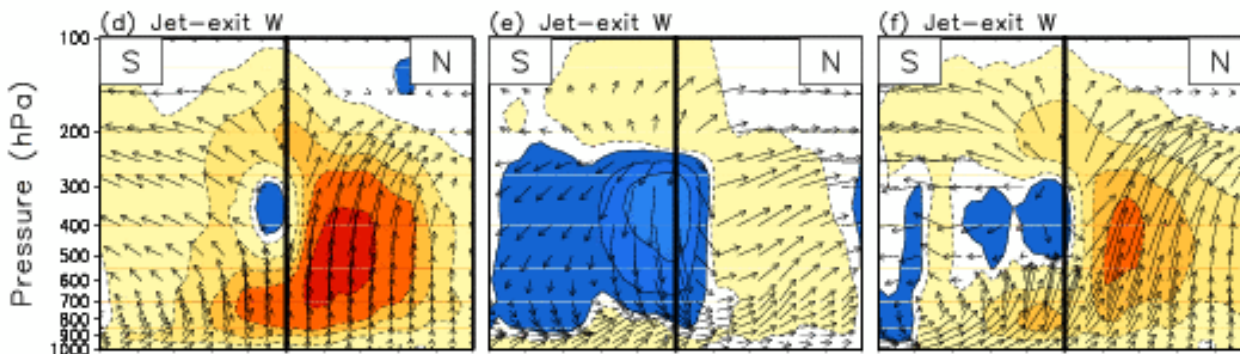 (d) Jet-exit W
(e) Jet-exit W
(f) Jet-exit W
S
N
S
N
S
N
Pressure (hPa)
100
200
300
400
500
600
700
800
900
1000